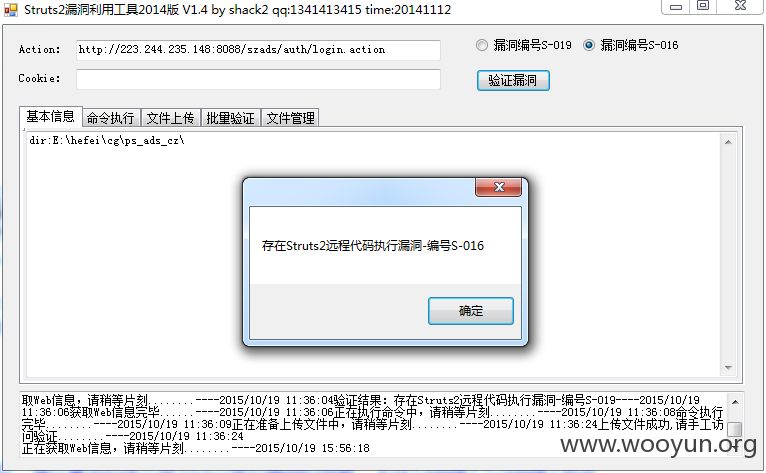 Struts2漏洞利用工具2014版 V1.4 by shack2 qq:1341413415 time:20141112
Action: http://223.244.235.148:8088/szads/auth/login.action 漏洞编号S-019 漏洞编号S-016
Cookie: 验证漏洞
基本信息 命令执行 文件上传 批量验证 文件管理
dir:E:\hefei\cg\ps_ads_cz\
存在Struts2远程代码执行漏洞-编号S-016
确定
取Web信息，请稍等片刻........----2015/10/19 11:36:04验证结果：存在Struts2远程代码执行漏洞-编号S-019----2015/10/19
11:36:06获取Web信息完毕......----2015/10/19 11:36:06正在执行命令中，请稍等片刻........----2015/10/19 11:36:08命令执行
完毕........----2015/10/19 11:36:09正在准备上传文件中，请稍等片刻........----2015/10/19 11:36:24上传文件成功,请手工访
问验证........----2015/10/19 11:36:24
正在获取Web信息，请稍等片刻........----2015/10/19 15:56:18
www.wooyun.org